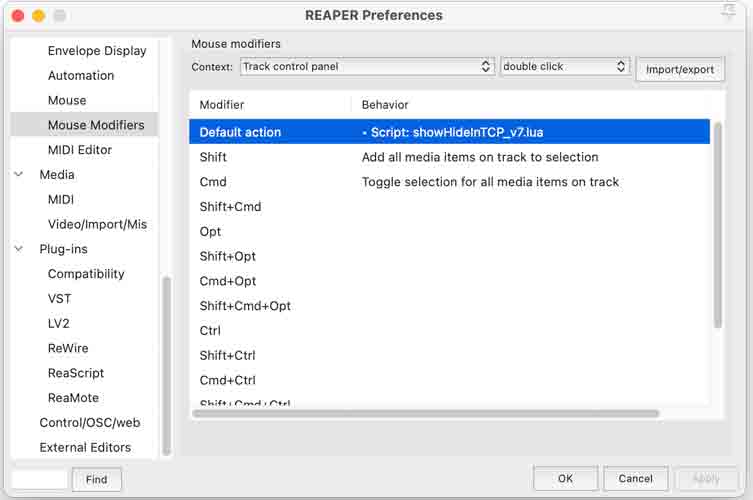 REAPER Preferences
Envelope Display
Automation
Mouse
Mouse Modifiers
MIDI Editor
Media
MIDI
Video/Import/Mis
Plug-ins
Compatibility
VST
LV2
ReWire
ReaScript
ReaMote
Control/OSC/web
External Editors
Find
Mouse modifiers
Context: Track control panel double click Import/export
Modifier Behavior
Default action • Script: showHideInTCP_v7.lua
Shift Add all media items on track to selection
Cmd Toggle selection for all media items on track
Shift+Cmd
Opt
Shift+Opt
Cmd+Opt
Shift+Cmd+Opt
Ctrl
Shift+Ctrl
Cmd+Ctrl
Shift+Cmd+Ctrl
OK Cancel Apply